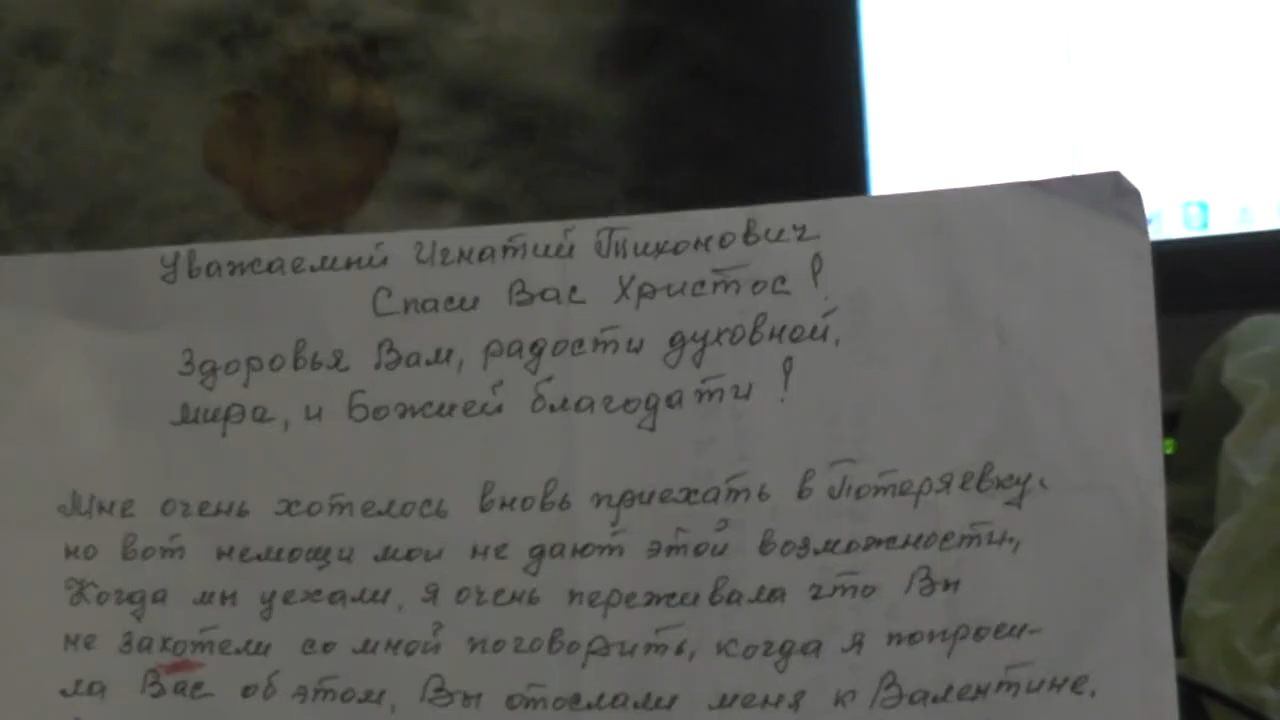 Уважаемый Игнатий Тихонович
Спаси Вас Христос!
Здоровья Вам, радости духовной,
мира, и Божией благодати!
Мне очень хотелось вновь приехать в Потеряевку,
но вот немощи мои не дают этой возможности.,
Когда мы уехали, я очень переживала что Вы
не захотели со мной поговорить, когда я попроси-
ла Вас об этом, Вы отослали меня к Валентине.